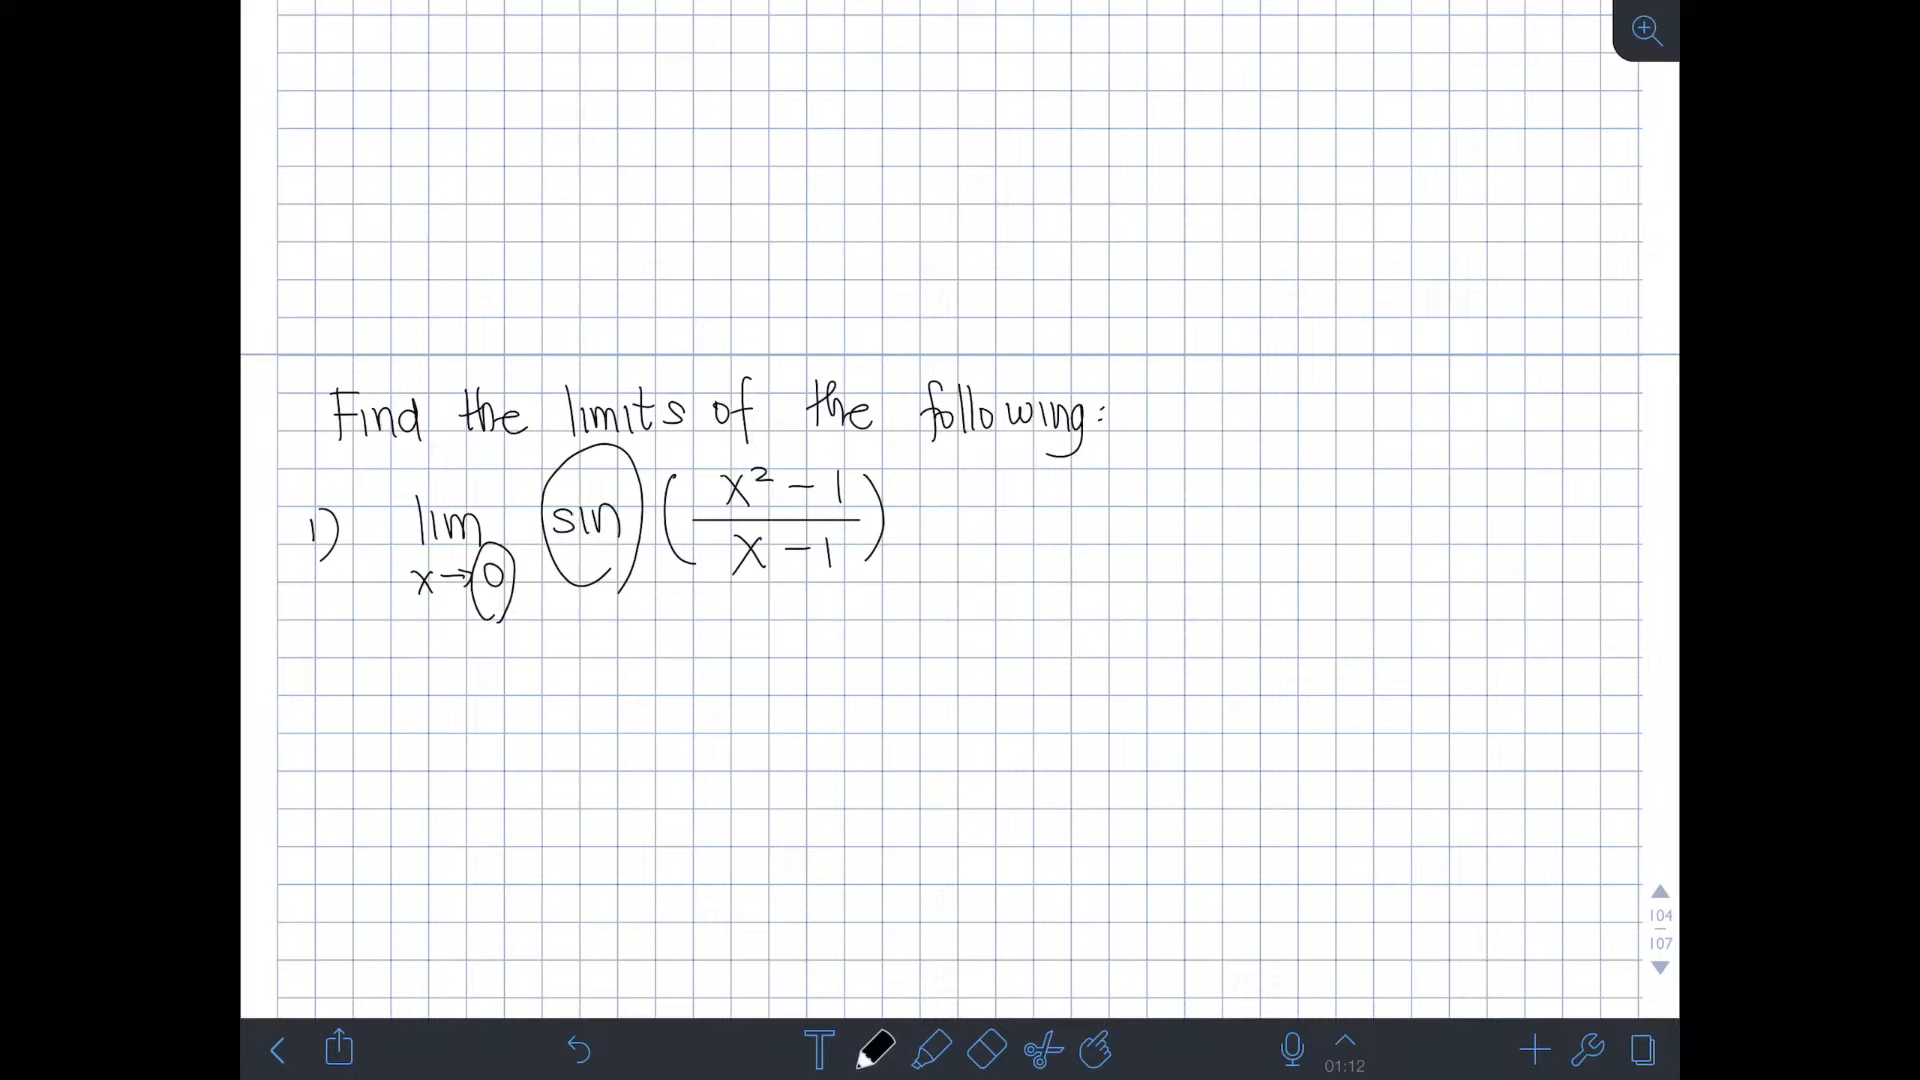 Find the limits of the following:
1) lim x→0 sin ( x² - 1 / x - 1 )
104
107
T
01:12